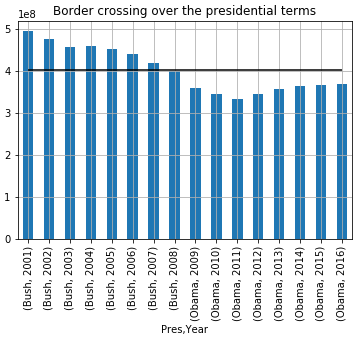 Border crossing over the presidential terms
1e8
5
4
3
2
1
0
(Bush, 2001)
(Bush, 2002)
(Bush, 2003)
(Bush, 2004)
(Bush, 2005)
(Bush, 2006)
(Bush, 2007)
(Bush, 2008)
(Obama, 2009)
(Obama, 2010)
(Obama, 2011)
(Obama, 2012)
(Obama, 2013)
(Obama, 2014)
(Obama, 2015)
(Obama, 2016)
Pres,Year